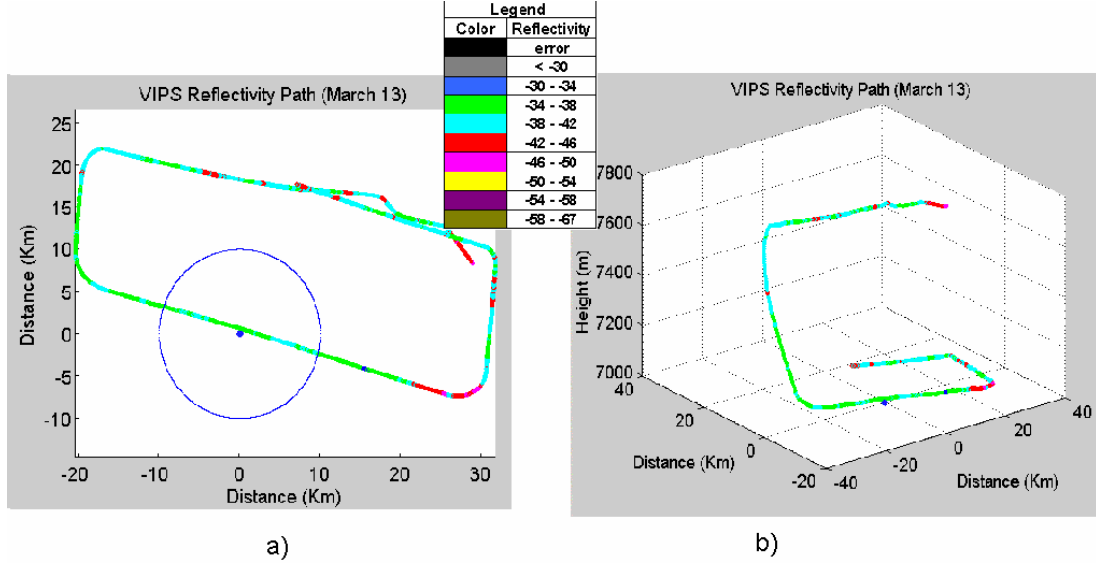 Legend
Color Reflectivity
error
< -30
-30 - -34
-34 - -38
-38 - -42
-42 - -46
-46 - -50
-50 - -54
-54 - -58
-58 - -67
VIPS Reflectivity Path (March 13)
25
20
15
10
5
0
-5
-10
Distance (Km)
-20 -10 0 10 20 30
Distance (Km)
a)
VIPS Reflectivity Path (March 13)
7800
7600
7400
7200
7000
Height (m)
40
20
0
-20
Distance (Km)
-40
-20
0
20
40
Distance (Km)
b)